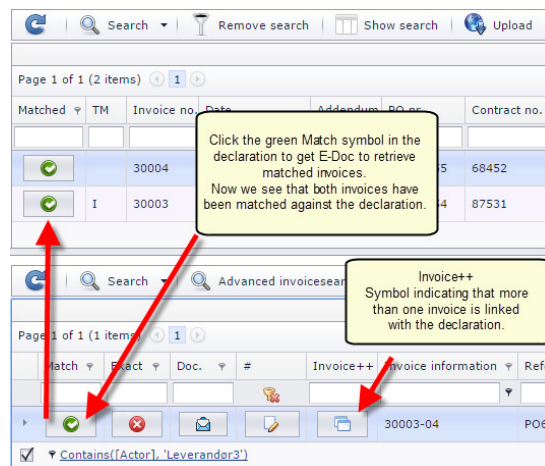 Search Remove search Show search Upload
Page 1 of 1 (2 items) 1
Matched TM Invoice no. Date Addendum PO nr. Contract no.
Click the green Match symbol in the
declaration to get E-Doc to retrieve
matched invoices.
Now we see that both invoices have
been matched against the declaration.
30004 68452
I 30003 87531
Search Advanced invoicesear
Invoice++
Symbol indicating that more
than one invoice is linked
with the declaration.
Page 1 of 1 (1 items) 1
Match Exact Doc. # Invoice++ Invoice information Refe
30003-04 PO6
Contains([Actor], 'Leverandør3')